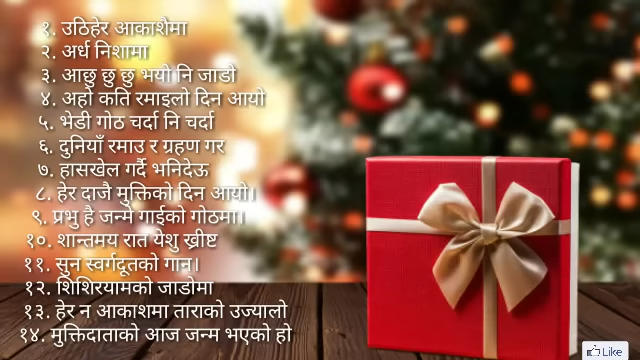 १. उठिहेर आकाशैमा
२. अर्ध निशामा
३. आछु छु छु भयो नि जाडो
४. अहो कति रमाइलो दिन आयो
५. भेडी गोठ चर्दा नि चर्दा
६. दुनियाँ रमाउ र ग्रहण गर
७. हासखेल गर्दै भनिदेऊ
८. हेर दाजै मुक्तिको दिन आयो।
९. प्रभु है जन्मे गाईको गोठमा।
१०. शान्तमय रात येशु ख्रीष्ट
११. सुन स्वर्गदूतको गान।
१२. शिशिरयामको जाडोमा
१३. हेर न आकाशमा ताराको उज्यालो
१४. मुक्तिदाताको आज जन्म भएको हो
Like